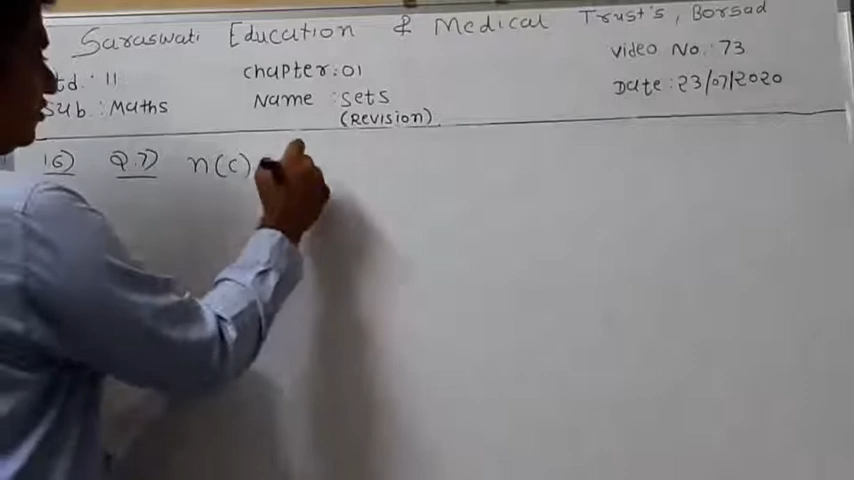 Saraswati Education & Medical Trust's, Borsad
td. : 11 chapter : 01 video No. : 73
Sub. : Maths Name : Sets Date : 23/07/2020
(Revision)
16) Q.7) n(c)